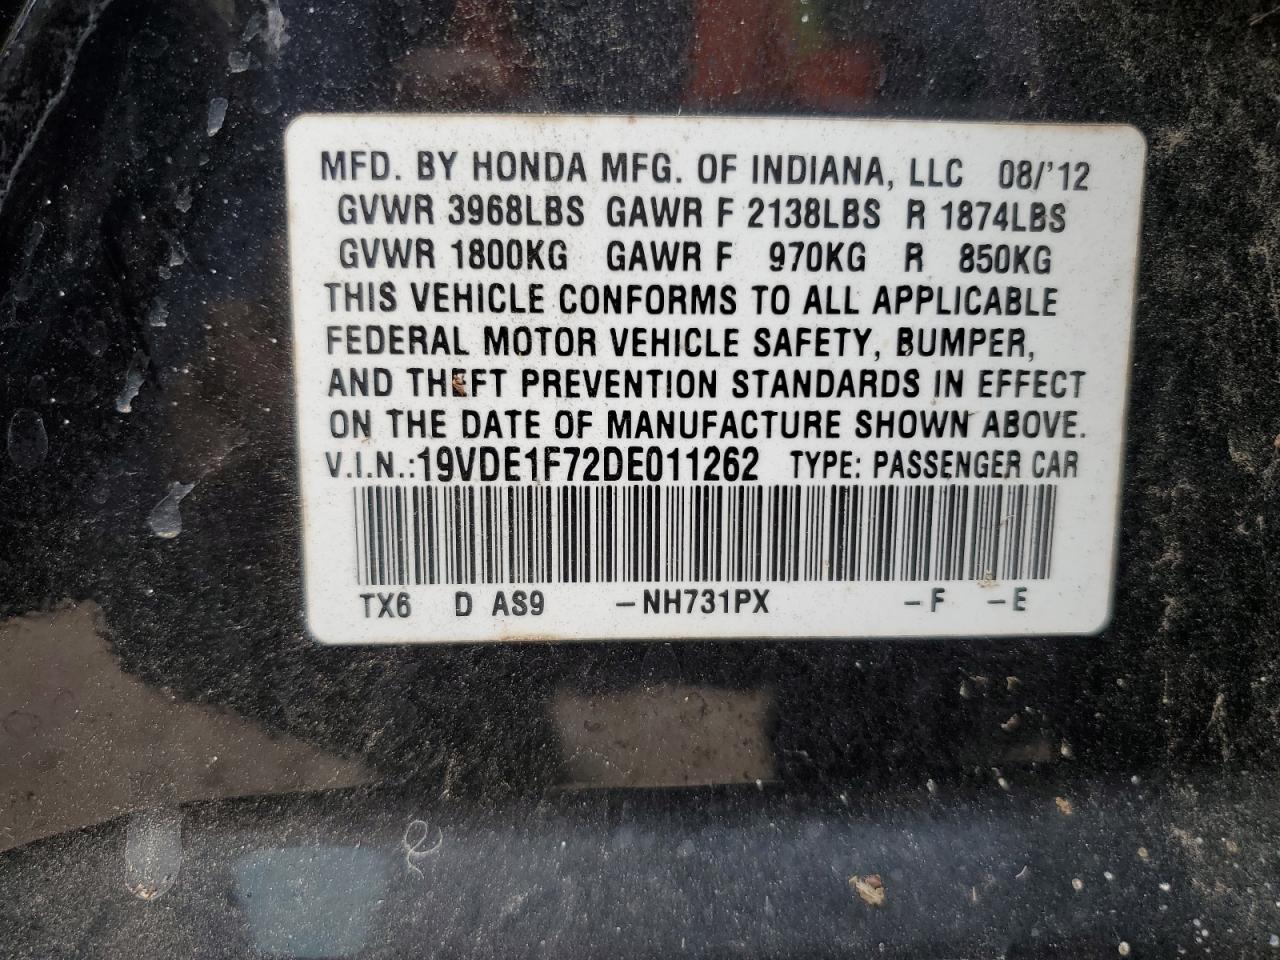 MFD. BY HONDA MFG. OF INDIANA, LLC 08/'12
GVWR 3968LBS GAWR F 2138LBS R 1874LBS
GVWR 1800KG GAWR F 970KG R 850KG
THIS VEHICLE CONFORMS TO ALL APPLICABLE
FEDERAL MOTOR VEHICLE SAFETY, BUMPER,
AND THEFT PREVENTION STANDARDS IN EFFECT
ON THE DATE OF MANUFACTURE SHOWN ABOVE.
V.I.N.:19VDE1F72DE011262 TYPE: PASSENGER CAR
TX6 D AS9 –NH731PX –F –E